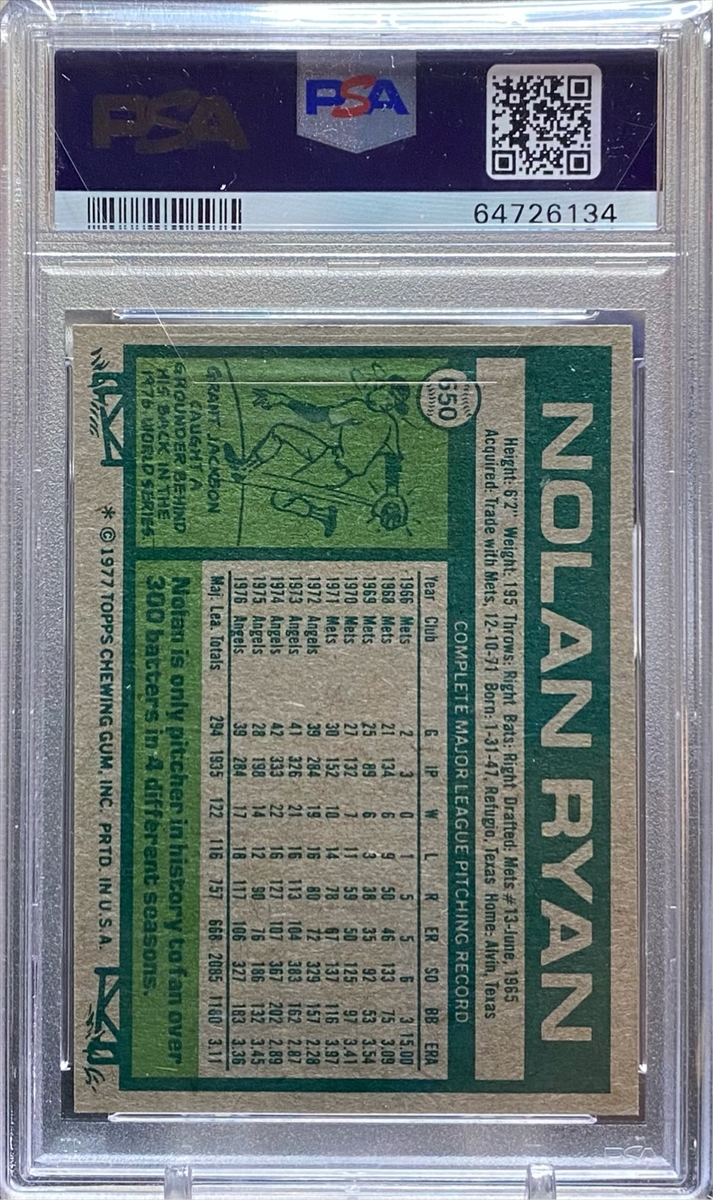 PSA
PSA
64726134
650
NOLAN RYAN
Height: 6'2" Weight: 195 Throws: Right Bats: Right Drafted: Mets #13-June, 1965
Acquired: Trade with Mets, 12-10-71 Born: 1-31-47, Refugio, Texas Home: Alvin, Texas
COMPLETE MAJOR LEAGUE PITCHING RECORD
Year Club G IP W L R ER SO BB ERA
1966 Mets 2 3 0 1 5 5 6 3 15.00
1968 Mets 21 134 6 9 50 46 133 75 3.09
1969 Mets 25 89 6 3 38 35 92 53 3.54
1970 Mets 27 132 7 11 59 50 125 97 3.41
1971 Mets 30 152 10 14 78 67 137 116 3.97
1972 Angels 39 284 19 16 80 72 329 157 2.28
1973 Angels 41 326 21 16 113 104 383 162 2.87
1974 Angels 42 333 22 16 127 107 367 202 2.89
1975 Angels 28 198 14 12 90 76 186 132 3.45
1976 Angels 39 284 17 18 117 106 327 183 3.36
Maj. Lea. Totals 294 1935 122 116 757 668 2085 1180 3.11
GRANT JACKSON
CAUGHT A
GROUNDER BEHIND
HIS BACK IN THE
1976 WORLD SERIES.
Nolan is only pitcher in history to fan over
300 batters in 4 different seasons.
* © 1977 TOPPS CHEWING GUM, INC. PRTD. IN U.S.A.
PSA